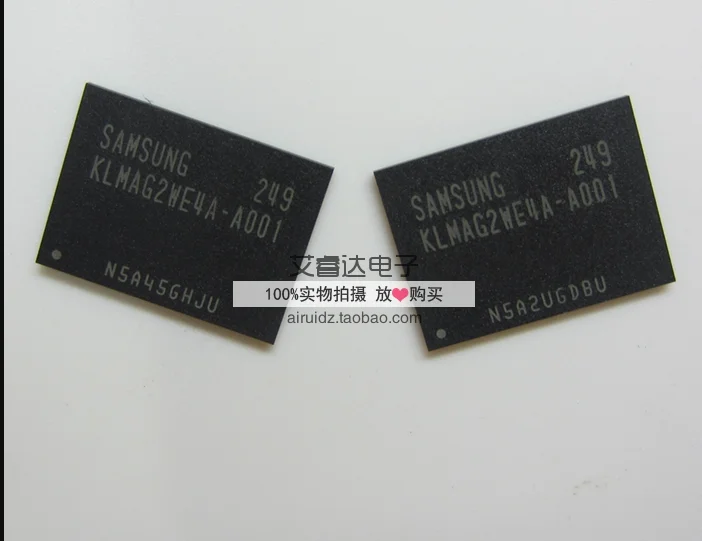 SAMSUNG 249
KLMAG2WE4A-A001
N5A45GHJU
SAMSUNG 249
KLMAG2WE4A-A001
N5A2UGD8U
艾睿达电子
100%实物拍摄 放❤购买
airuidz.taobao.com